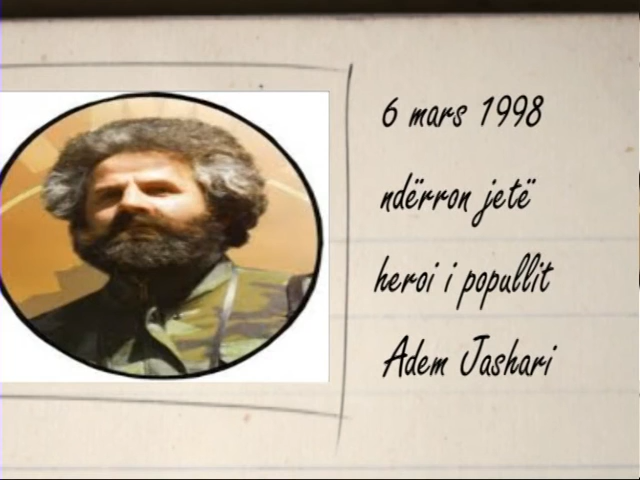 6 mars 1998
ndërron jetë
heroi i popullit
Adem Jashari